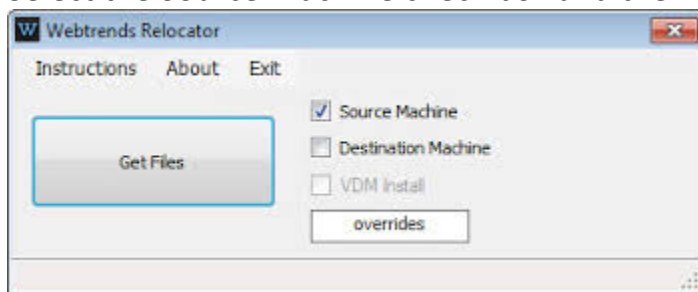 Webtrends Relocator
Instructions About Exit
Source Machine
Get Files
Destination Machine
VDM Install
overrides